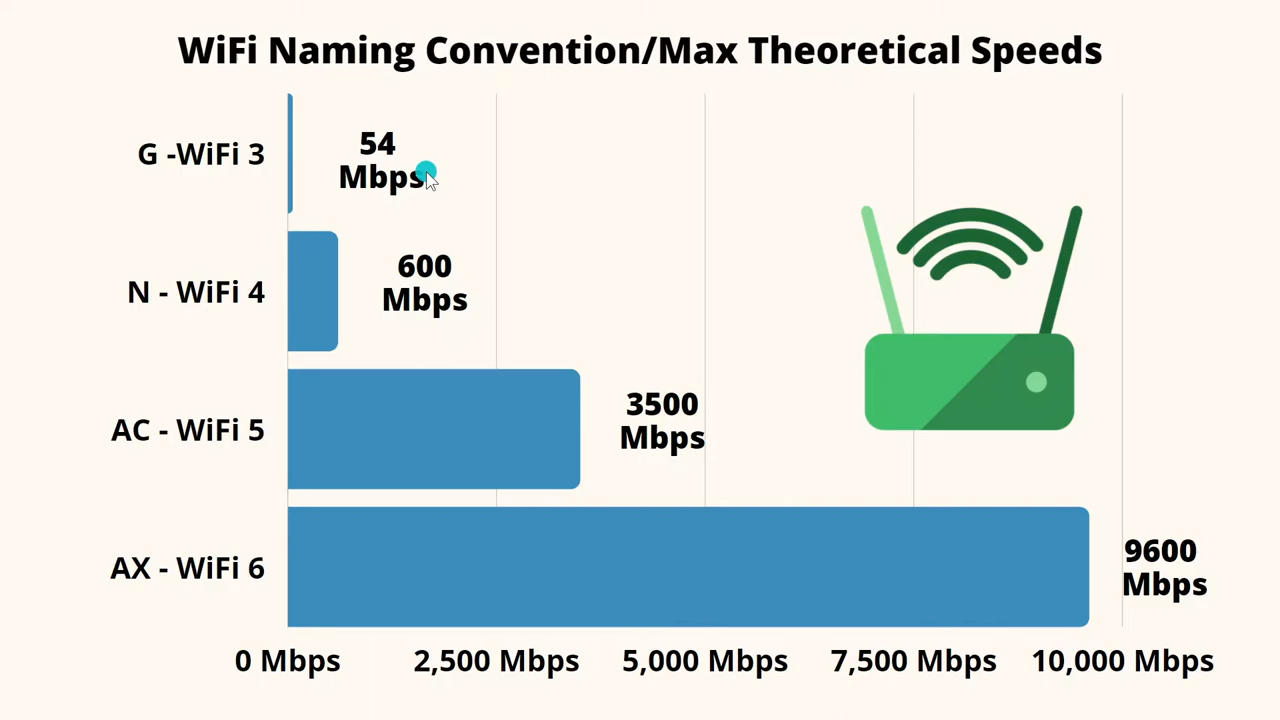 WiFi Naming Convention/Max Theoretical Speeds
G -WiFi 3
54
Mbps
N - WiFi 4
600
Mbps
AC - WiFi 5
3500
Mbps
AX - WiFi 6
9600
Mbps
0 Mbps
2,500 Mbps
5,000 Mbps
7,500 Mbps
10,000 Mbps